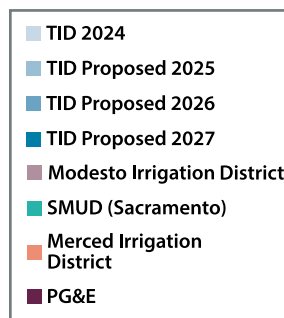 TID 2024
TID Proposed 2025
TID Proposed 2026
TID Proposed 2027
Modesto Irrigation District
SMUD (Sacramento)
Merced Irrigation
District
PG&E